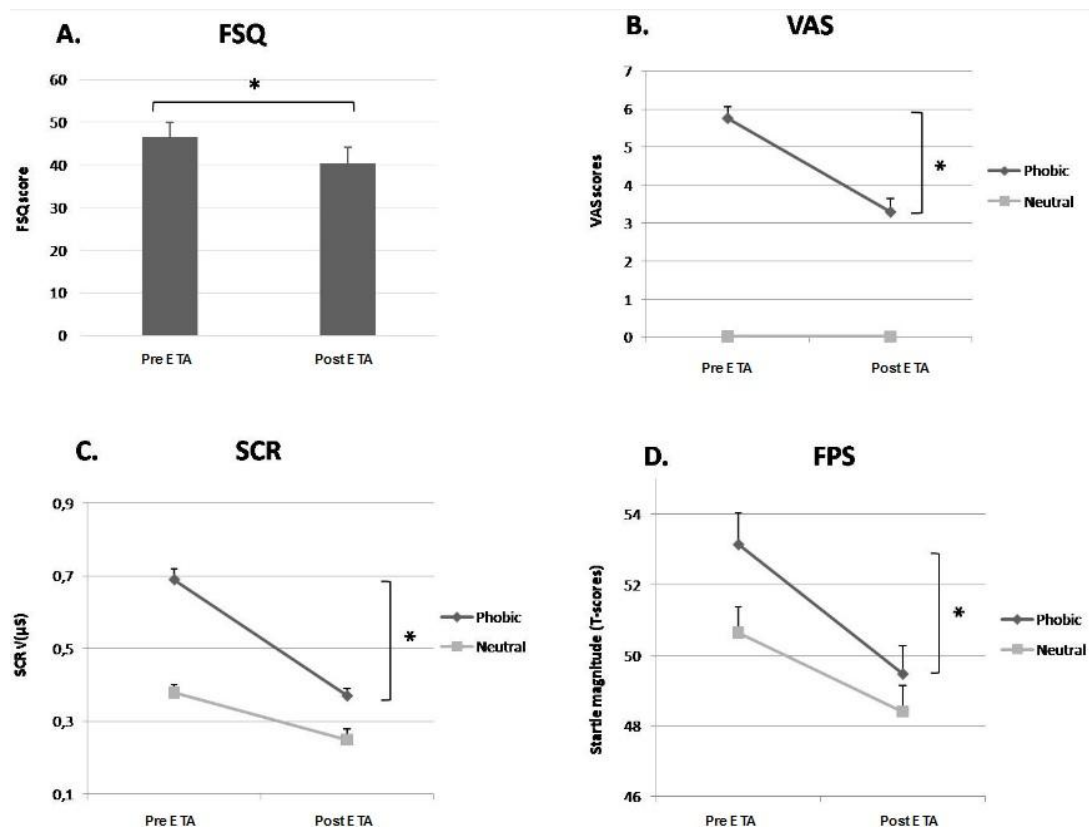 A. FSQ
*
60
50
40
30
20
10
0
FSQ score
Pre E TA
Post E TA
B. VAS
7
6
5
4
3
2
1
0
VAS scores
*
Phobic
Neutral
Pre E TA
Post E TA
C. SCR
0,9
0,7
0,5
0,3
0,1
SCR √(μS)
*
Phobic
Neutral
Pre E TA
Post E TA
D. FPS
54
52
50
48
46
Startle magnitude (T-scores)
*
Phobic
Neutral
Pre E TA
Post E TA